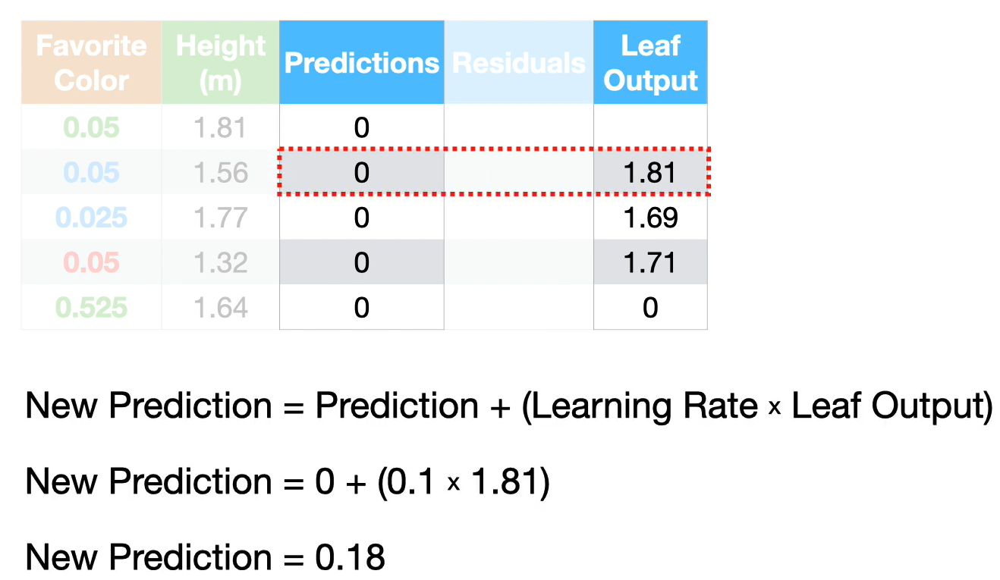 Favorite Color Height (m) Predictions Residuals Leaf Output
0.05 1.81 0
0.05 1.56 0 1.81
0.025 1.77 0 1.69
0.05 1.32 0 1.71
0.525 1.64 0 0
New Prediction = Prediction + (Learning Rate x Leaf Output)
New Prediction = 0 + (0.1 x 1.81)
New Prediction = 0.18